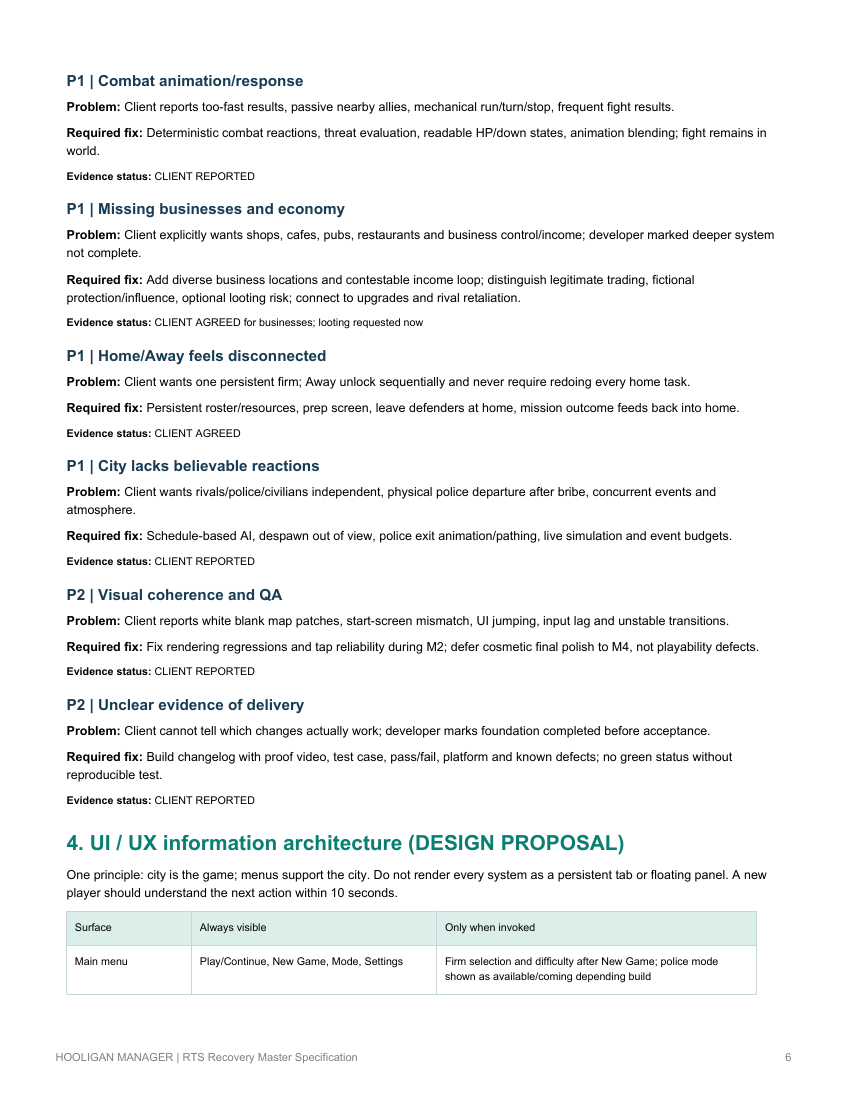 P1 | Combat animation/response
Problem: Client reports too-fast results, passive nearby allies, mechanical run/turn/stop, frequent fight results.
Required fix: Deterministic combat reactions, threat evaluation, readable HP/down states, animation blending; fight remains in
world.
Evidence status: CLIENT REPORTED
P1 | Missing businesses and economy
Problem: Client explicitly wants shops, cafes, pubs, restaurants and business control/income; developer marked deeper system
not complete.
Required fix: Add diverse business locations and contestable income loop; distinguish legitimate trading, fictional
protection/influence, optional looting risk; connect to upgrades and rival retaliation.
Evidence status: CLIENT AGREED for businesses; looting requested now
P1 | Home/Away feels disconnected
Problem: Client wants one persistent firm; Away unlock sequentially and never require redoing every home task.
Required fix: Persistent roster/resources, prep screen, leave defenders at home, mission outcome feeds back into home.
Evidence status: CLIENT AGREED
P1 | City lacks believable reactions
Problem: Client wants rivals/police/civilians independent, physical police departure after bribe, concurrent events and
atmosphere.
Required fix: Schedule-based AI, despawn out of view, police exit animation/pathing, live simulation and event budgets.
Evidence status: CLIENT REPORTED
P2 | Visual coherence and QA
Problem: Client reports white blank map patches, start-screen mismatch, UI jumping, input lag and unstable transitions.
Required fix: Fix rendering regressions and tap reliability during M2; defer cosmetic final polish to M4, not playability defects.
Evidence status: CLIENT REPORTED
P2 | Unclear evidence of delivery
Problem: Client cannot tell which changes actually work; developer marks foundation completed before acceptance.
Required fix: Build changelog with proof video, test case, pass/fail, platform and known defects; no green status without
reproducible test.
Evidence status: CLIENT REPORTED
4. UI / UX information architecture (DESIGN PROPOSAL)
One principle: city is the game; menus support the city. Do not render every system as a persistent tab or floating panel. A new
player should understand the next action within 10 seconds.
Surface Always visible Only when invoked
Main menu Play/Continue, New Game, Mode, Settings Firm selection and difficulty after New Game; police mode
shown as available/coming depending build
HOOLIGAN MANAGER | RTS Recovery Master Specification 6